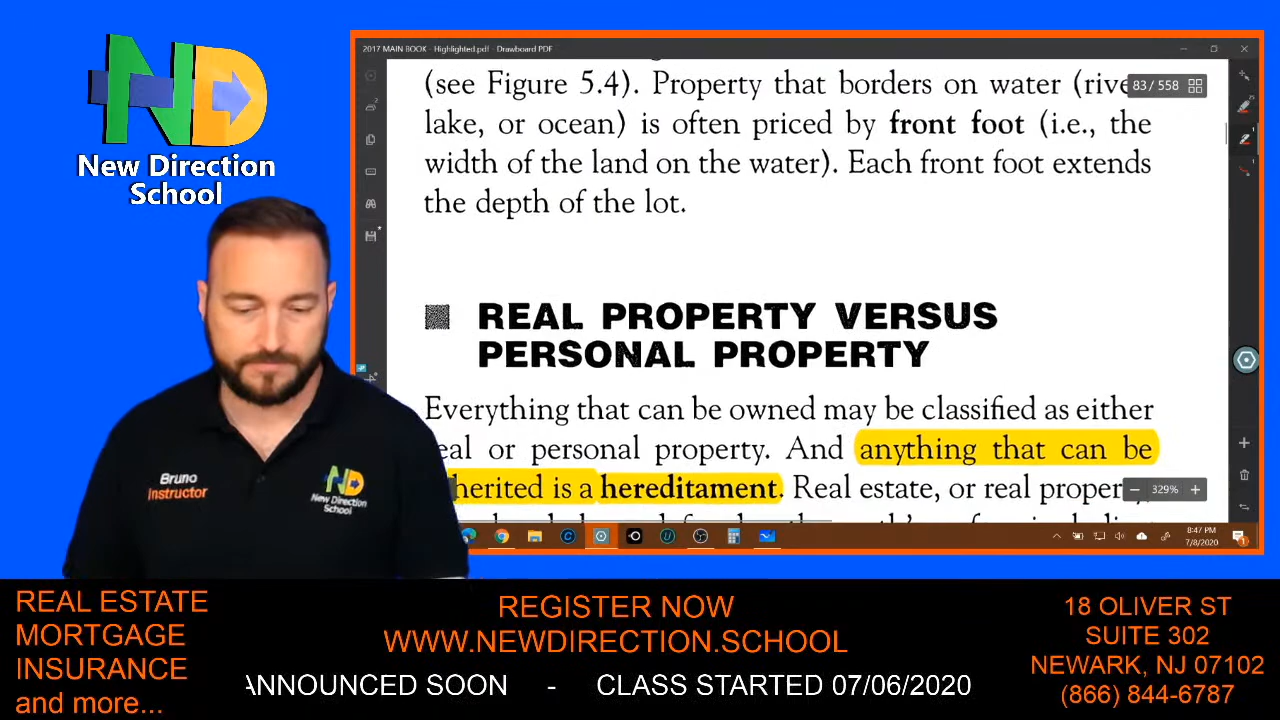 ND
New Direction
School
Bruno
Instructor
ND
New Direction
School
2017 MAIN BOOK - Highlighted.pdf - Drawboard PDF
83 / 558
(see Figure 5.4). Property that borders on water (rive
lake, or ocean) is often priced by front foot (i.e., the
width of the land on the water). Each front foot extends
the depth of the lot.
REAL PROPERTY VERSUS
PERSONAL PROPERTY
Everything that can be owned may be classified as either
eal or personal property. And anything that can be
herited is a hereditament. Real estate, or real proper
329%
8:47 PM
7/8/2020
REAL ESTATE
MORTGAGE
INSURANCE
and more...
REGISTER NOW
WWW.NEWDIRECTION.SCHOOL
ANNOUNCED SOON - CLASS STARTED 07/06/2020
18 OLIVER ST
SUITE 302
NEWARK, NJ 07102
(866) 844-6787